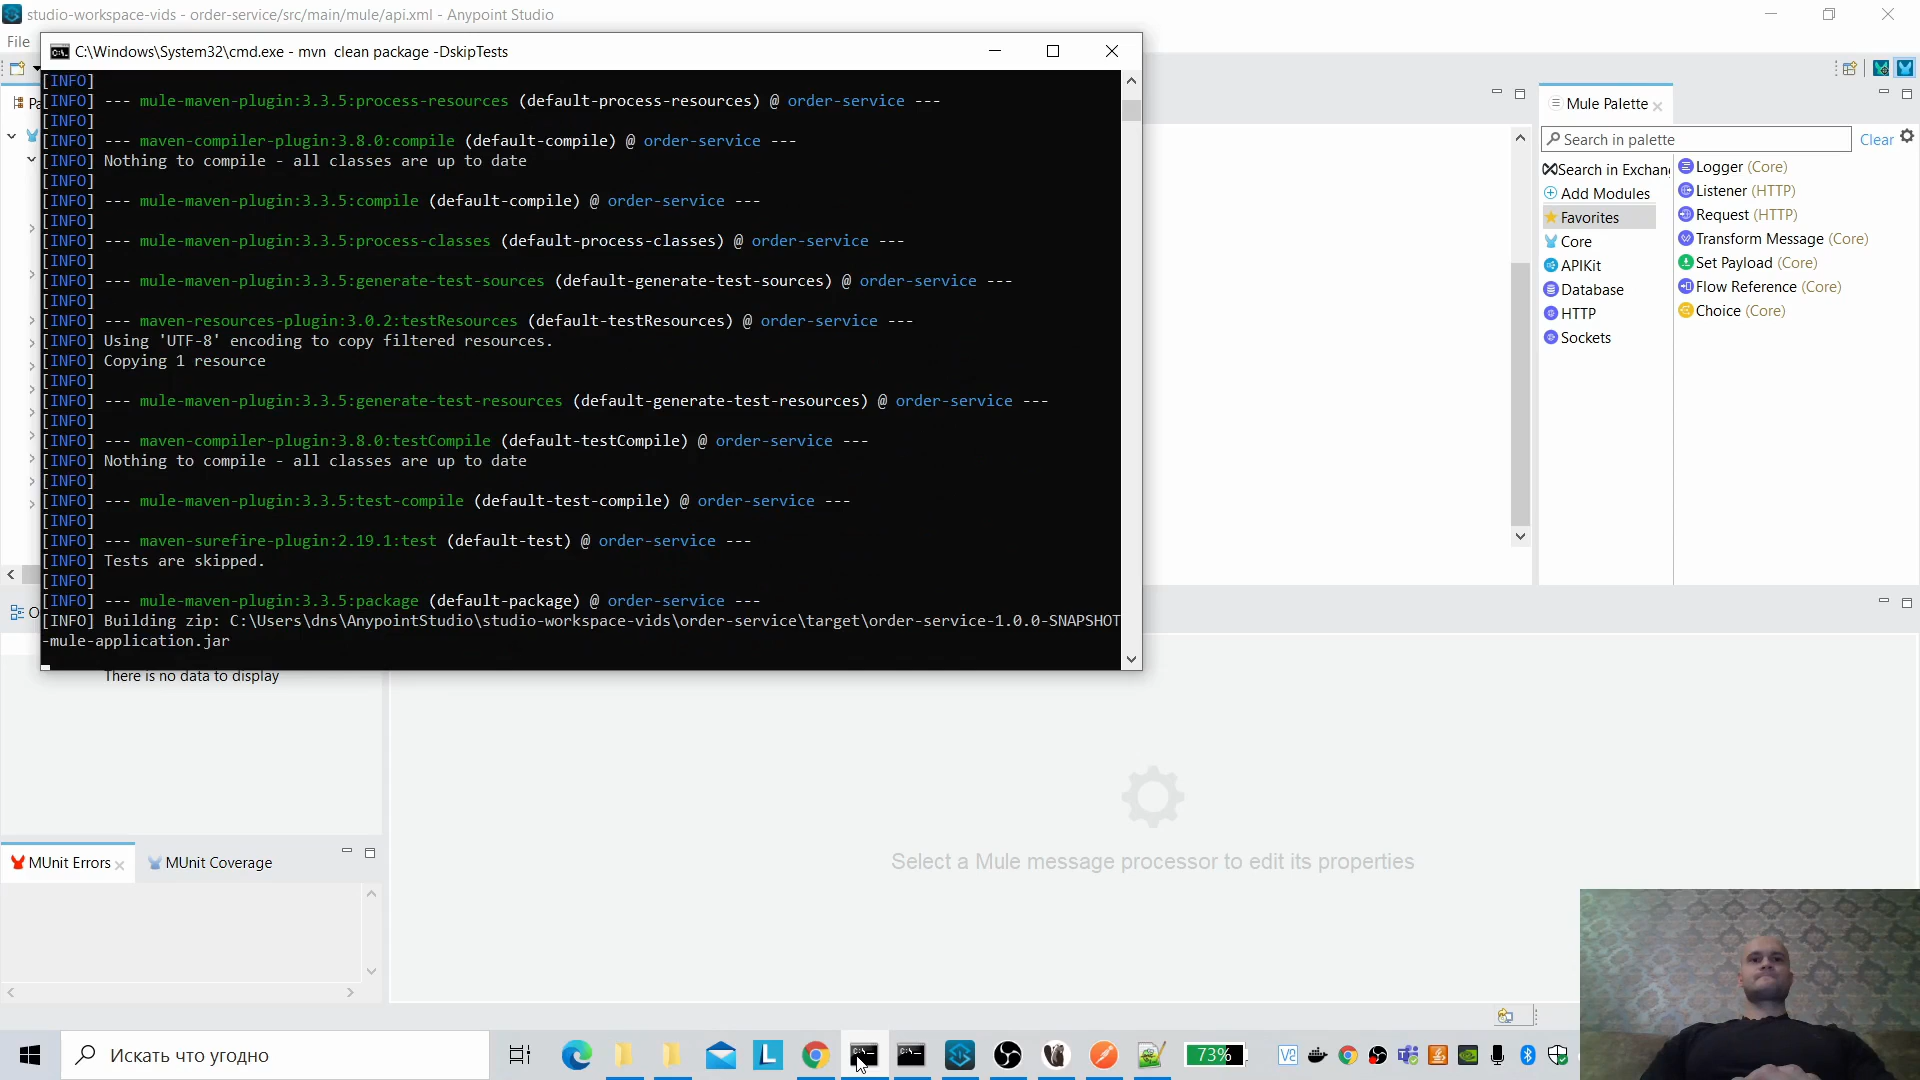 studio-workspace-vids - order-service/src/main/mule/api.xml - Anypoint Studio
File
C:\Windows\System32\cmd.exe - mvn  clean package -DskipTests
[INFO]
[INFO] --- mule-maven-plugin:3.3.5:process-resources (default-process-resources) @ order-service ---
[INFO]
[INFO] --- maven-compiler-plugin:3.8.0:compile (default-compile) @ order-service ---
[INFO] Nothing to compile - all classes are up to date
[INFO]
[INFO] --- mule-maven-plugin:3.3.5:compile (default-compile) @ order-service ---
[INFO]
[INFO] --- mule-maven-plugin:3.3.5:process-classes (default-process-classes) @ order-service ---
[INFO]
[INFO] --- mule-maven-plugin:3.3.5:generate-test-sources (default-generate-test-sources) @ order-service ---
[INFO]
[INFO] --- maven-resources-plugin:3.0.2:testResources (default-testResources) @ order-service ---
[INFO] Using 'UTF-8' encoding to copy filtered resources.
[INFO] Copying 1 resource
[INFO]
[INFO] --- mule-maven-plugin:3.3.5:generate-test-resources (default-generate-test-resources) @ order-service ---
[INFO]
[INFO] --- maven-compiler-plugin:3.8.0:testCompile (default-testCompile) @ order-service ---
[INFO] Nothing to compile - all classes are up to date
[INFO]
[INFO] --- mule-maven-plugin:3.3.5:test-compile (default-test-compile) @ order-service ---
[INFO]
[INFO] --- maven-surefire-plugin:2.19.1:test (default-test) @ order-service ---
[INFO] Tests are skipped.
[INFO]
[INFO] --- mule-maven-plugin:3.3.5:package (default-package) @ order-service ---
[INFO] Building zip: C:\Users\dns\AnypointStudio\studio-workspace-vids\order-service\target\order-service-1.0.0-SNAPSHOT
-mule-application.jar
Pa
O
There is no data to display
Mule Palette
Search in palette
Clear
Search in Exchan
Add Modules
Favorites
Core
APIKit
Database
HTTP
Sockets
Logger (Core)
Listener (HTTP)
Request (HTTP)
Transform Message (Core)
Set Payload (Core)
Flow Reference (Core)
Choice (Core)
MUnit Errors
MUnit Coverage
Select a Mule message processor to edit its properties
Искать что угодно
73%